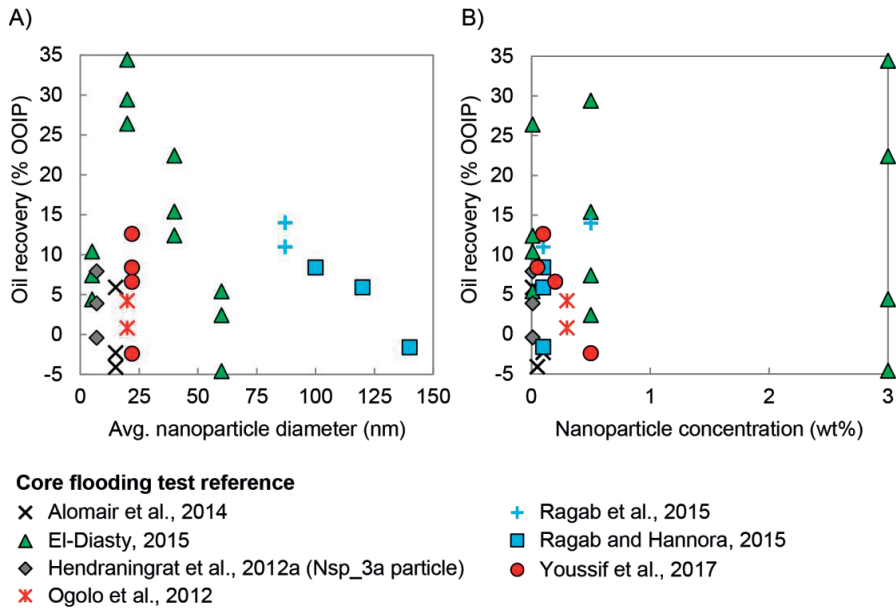 A)
Oil recovery (% OOIP)
35
30
25
20
15
10
5
0
-5
0 25 50 75 100 125 150
Avg. nanoparticle diameter (nm)
B)
Oil recovery (% OOIP)
35
30
25
20
15
10
5
0
-5
0 1 2 3
Nanoparticle concentration (wt%)
Core flooding test reference
Alomair et al., 2014
El-Diasty, 2015
Hendraningrat et al., 2012a (Nsp_3a particle)
Ogolo et al., 2012
Ragab et al., 2015
Ragab and Hannora, 2015
Youssif et al., 2017